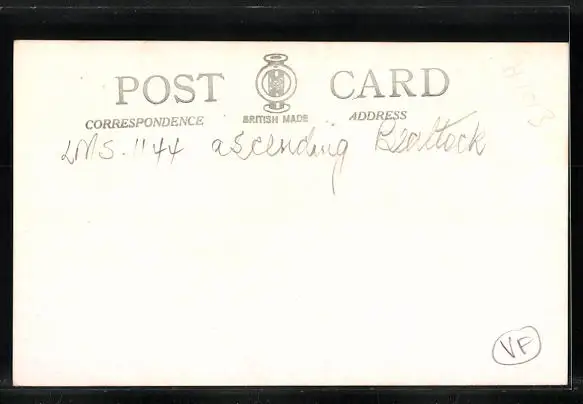 POST CARD
CORRESPONDENCE BRITISH MADE ADDRESS
LMS. 1144 ascending Beattock
VF